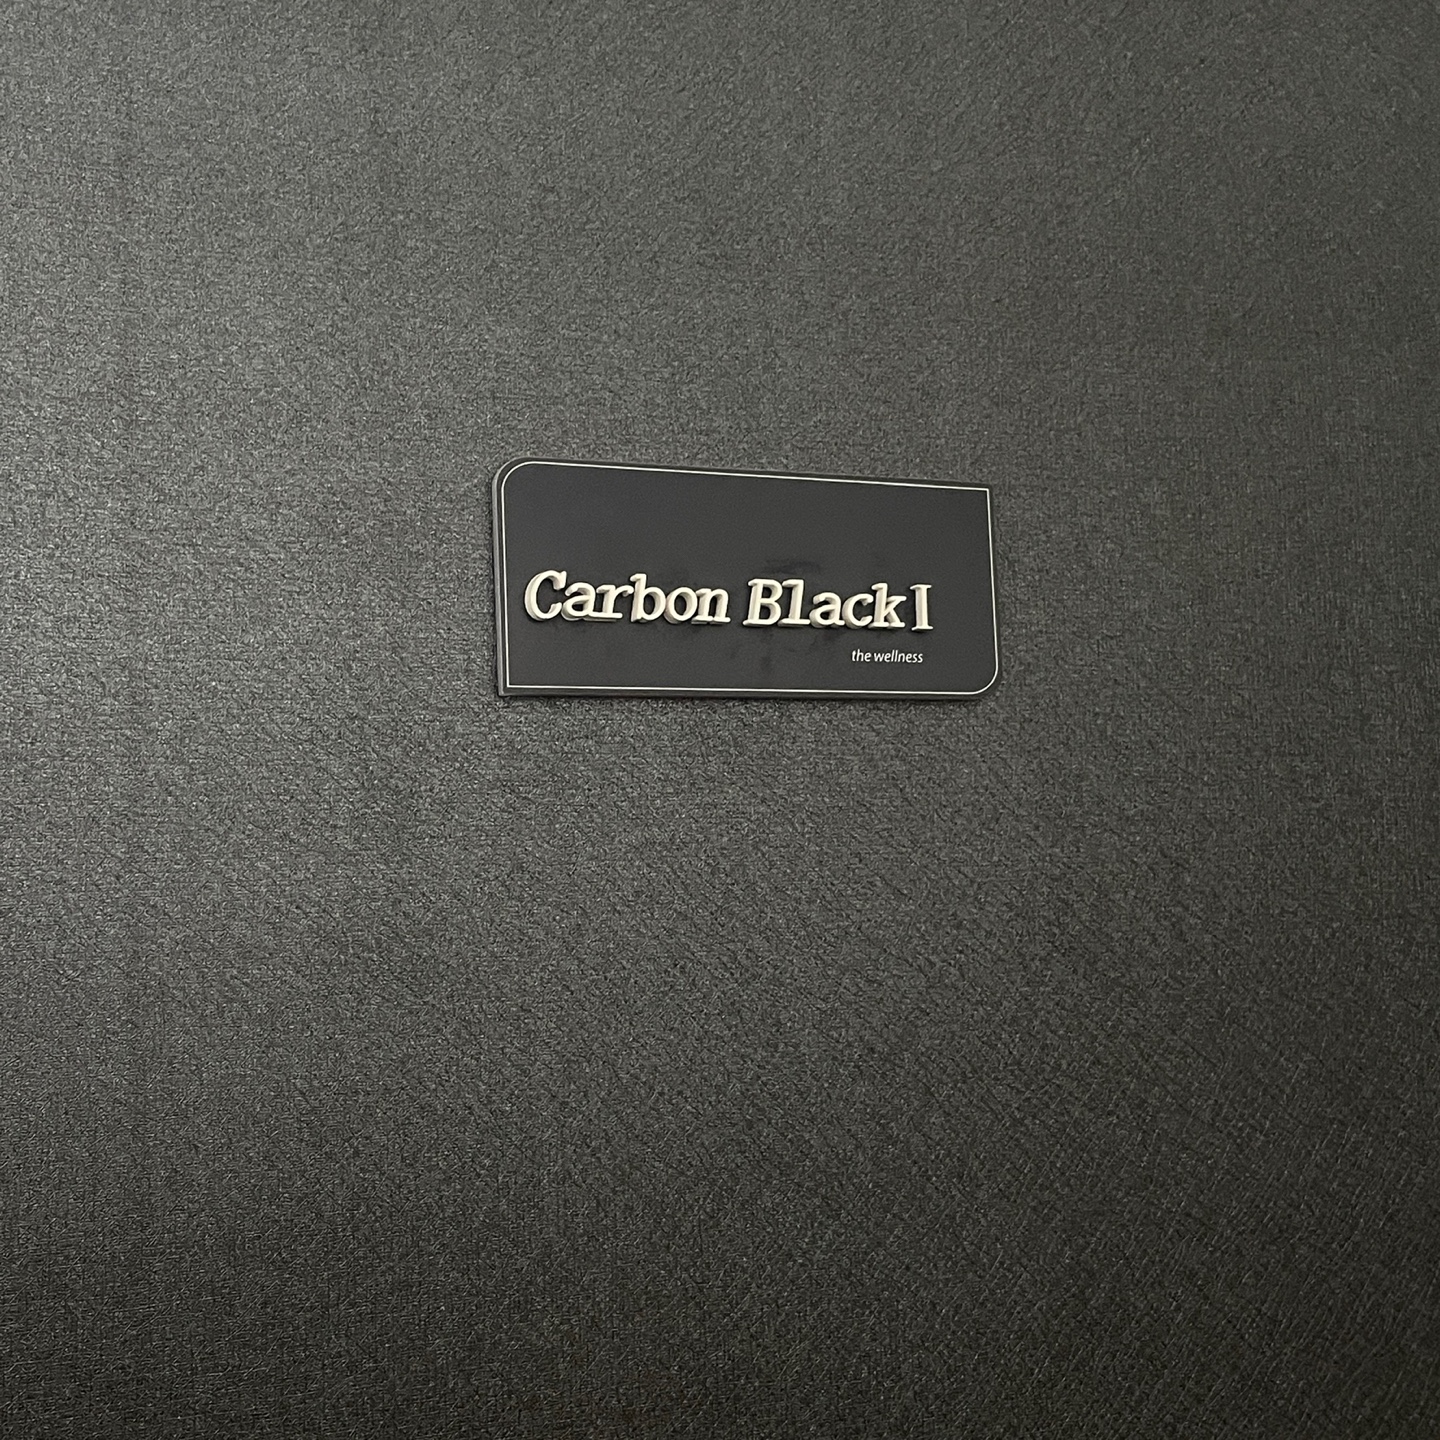 Carbon Black I
the wellness